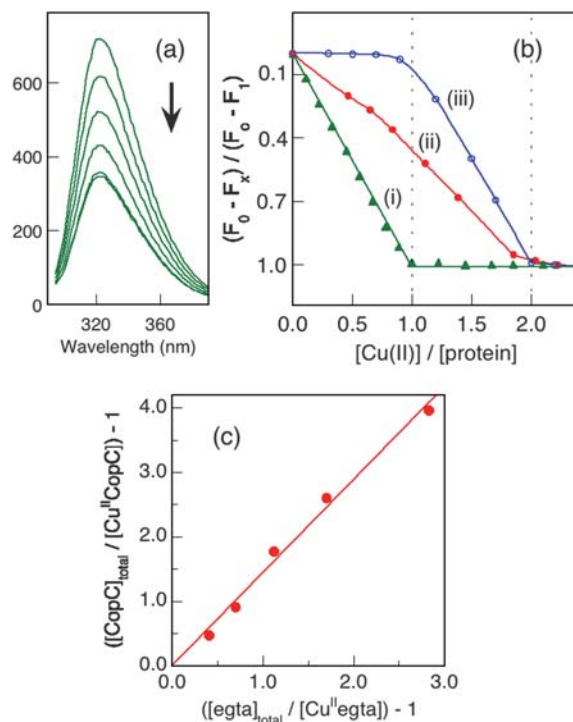 (a)
600
400
200
0
320
360
Wavelength (nm)
(b)
(F₀ - Fₓ) / (F₀ - F₁)
0.1
0.4
0.7
1.0
(iii)
(ii)
(i)
0.0
0.5
1.0
1.5
2.0
[Cu(II)] / [protein]
(c)
([CopC]total / [CuIICopC]) - 1
4.0
3.0
2.0
1.0
0.0
0
1.0
2.0
3.0
([egta]total / [CuIIegta]) - 1